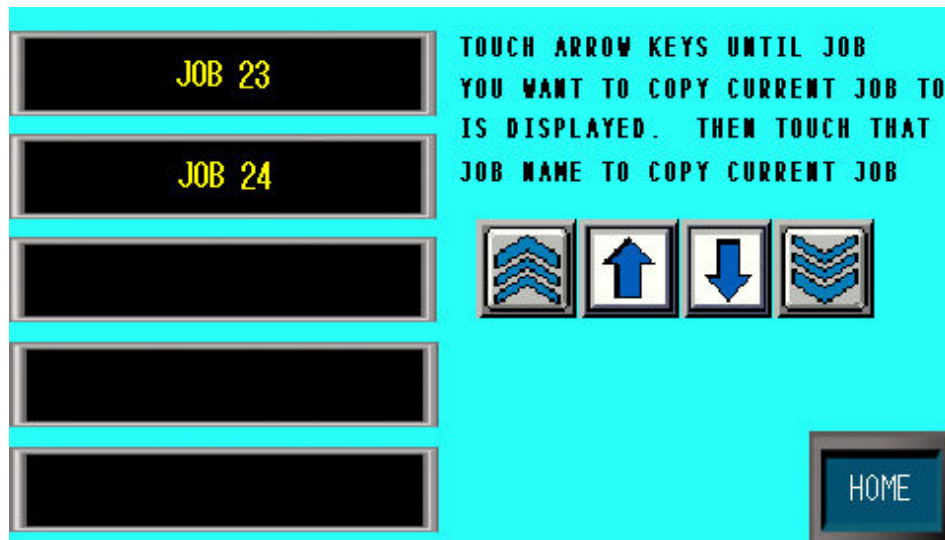 JOB 23
JOB 24
TOUCH ARROW KEYS UNTIL JOB
YOU WANT TO COPY CURRENT JOB TO
IS DISPLAYED. THEN TOUCH THAT
JOB NAME TO COPY CURRENT JOB
HOME